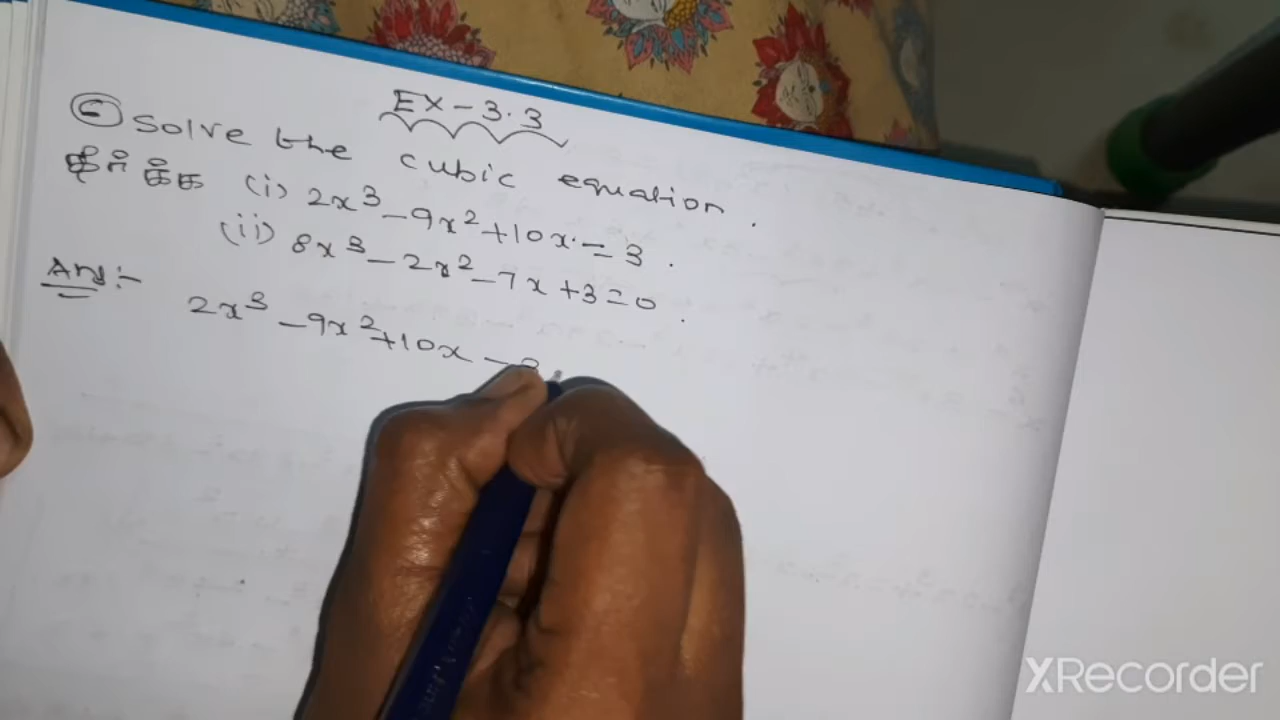 EX-3.3
⑥ Solve the cubic equation.
தீர்க்க (i) 2x³-9x²+10x=3.
(ii) 8x³-2x²-7x+3=0.
Ans:-
2x³-9x²+10x-3
XRecorder